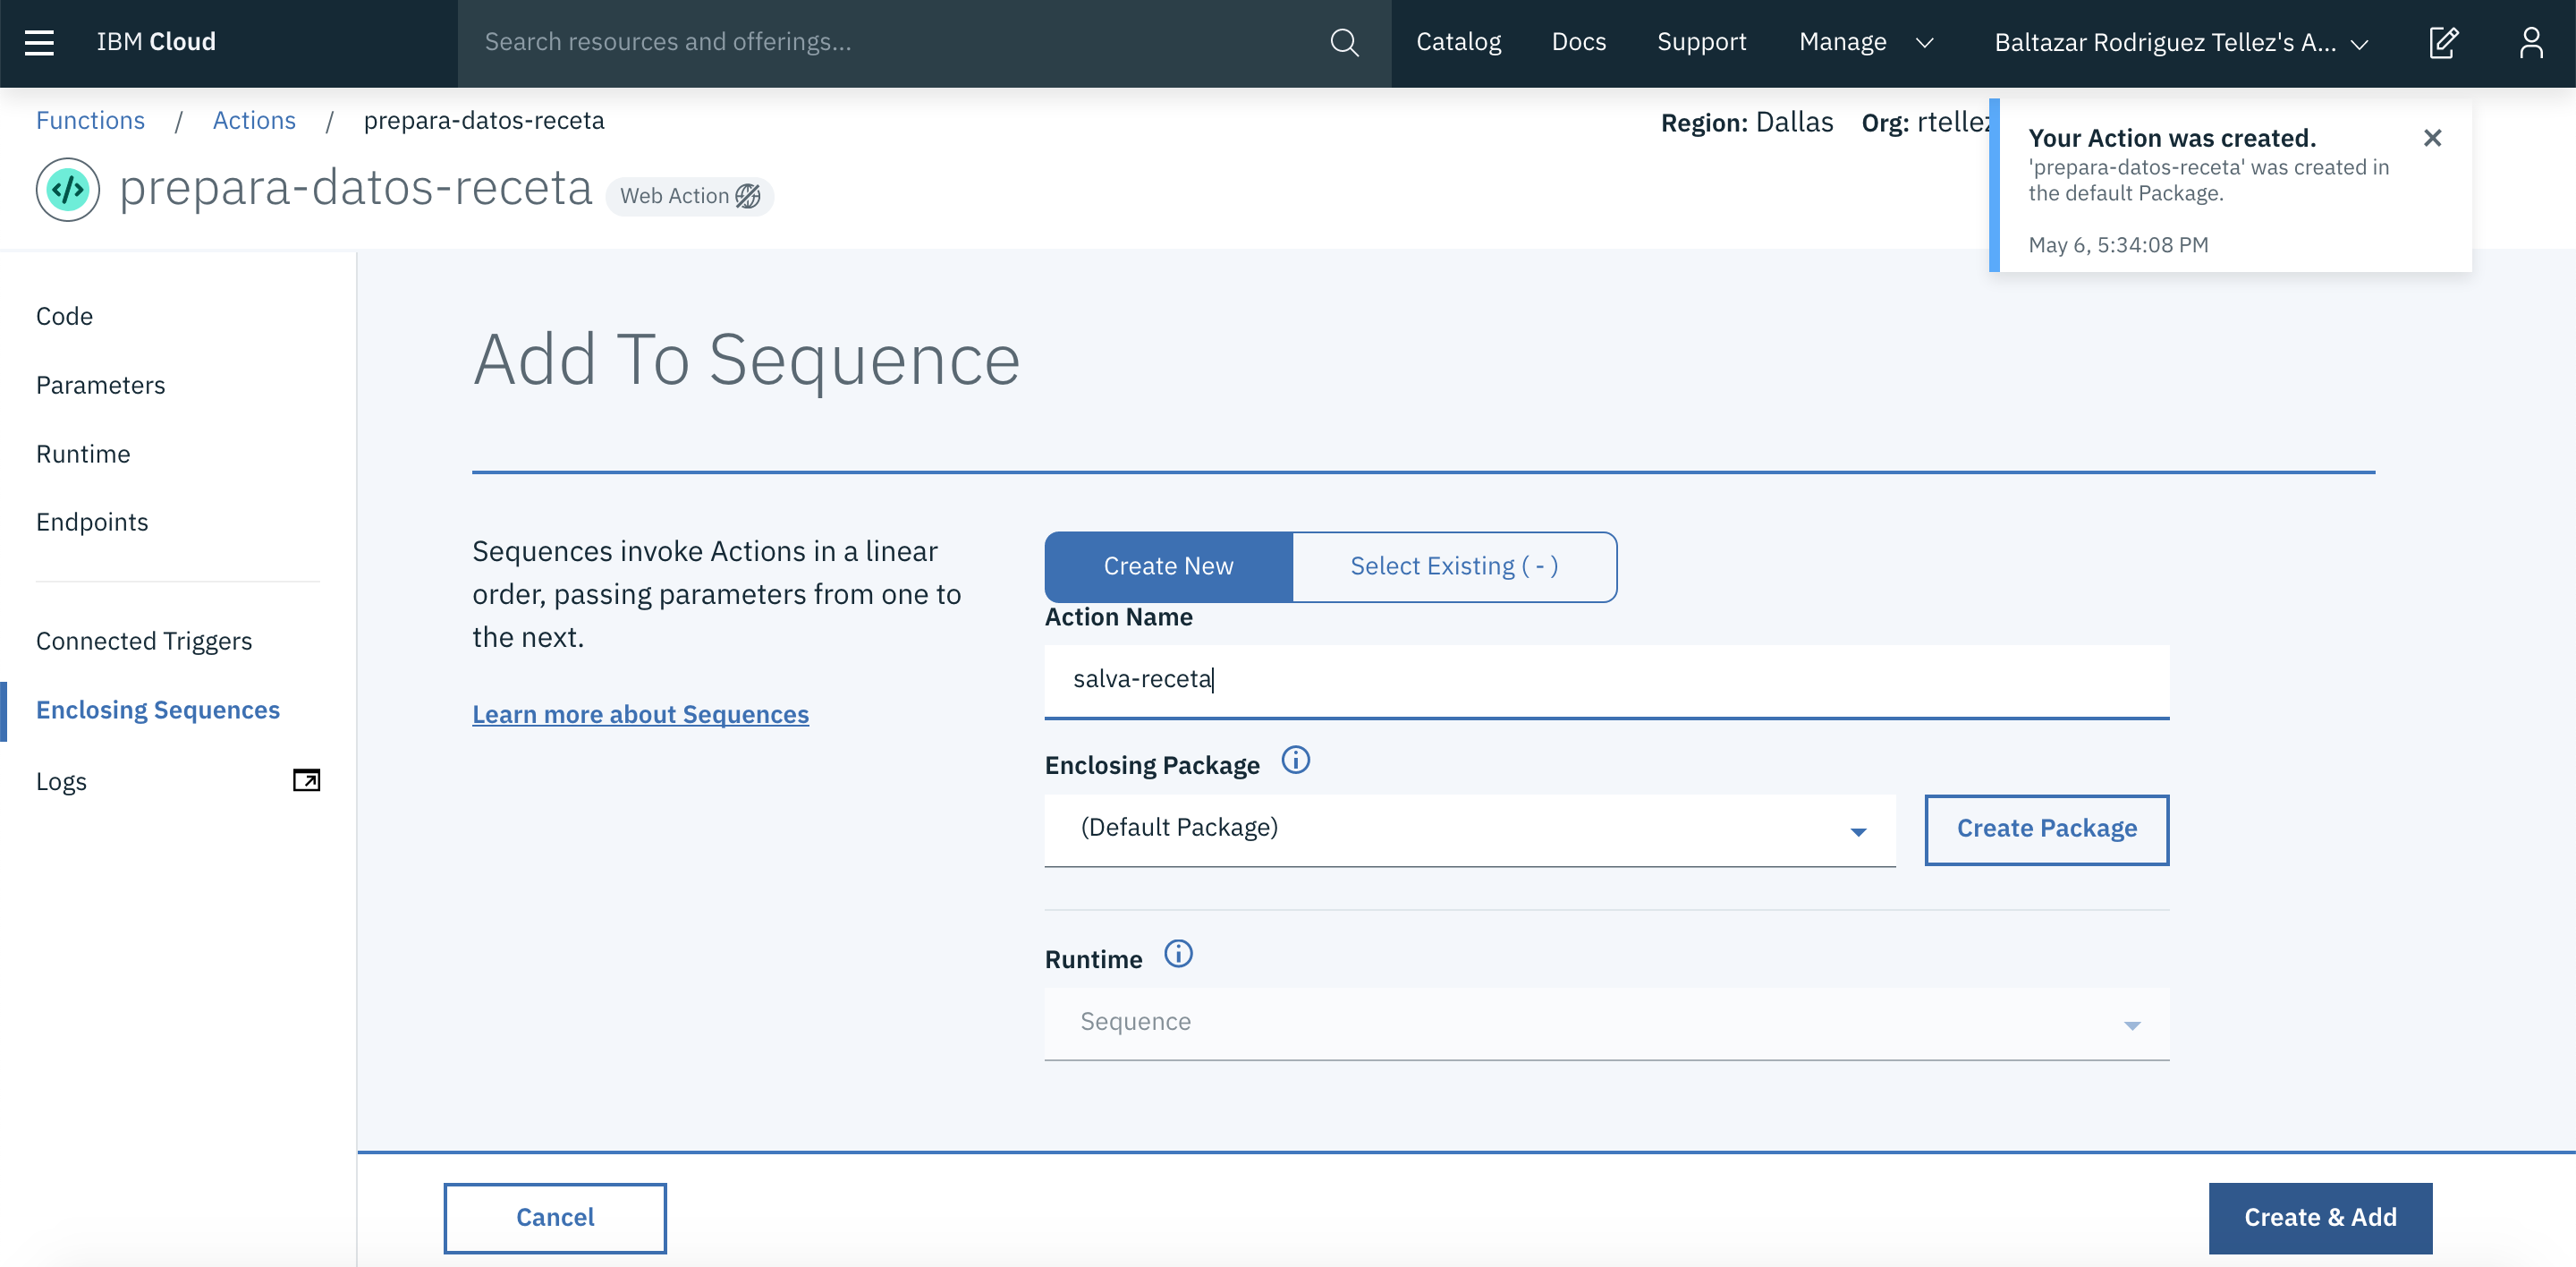 IBM Cloud
Search resources and offerings...
Catalog
Docs
Support
Manage
Baltazar Rodriguez Tellez's A...
Functions / Actions / prepara-datos-receta
Region: Dallas Org: rtellez
Your Action was created.
'prepara-datos-receta' was created in
the default Package.
May 6, 5:34:08 PM
prepara-datos-receta
Web Action
Code
Parameters
Runtime
Endpoints
Connected Triggers
Enclosing Sequences
Logs
Add To Sequence
Sequences invoke Actions in a linear
order, passing parameters from one to
the next.
Learn more about Sequences
Create New
Select Existing ( - )
Action Name
salva-receta
Enclosing Package
(Default Package)
Create Package
Runtime
Sequence
Cancel
Create & Add